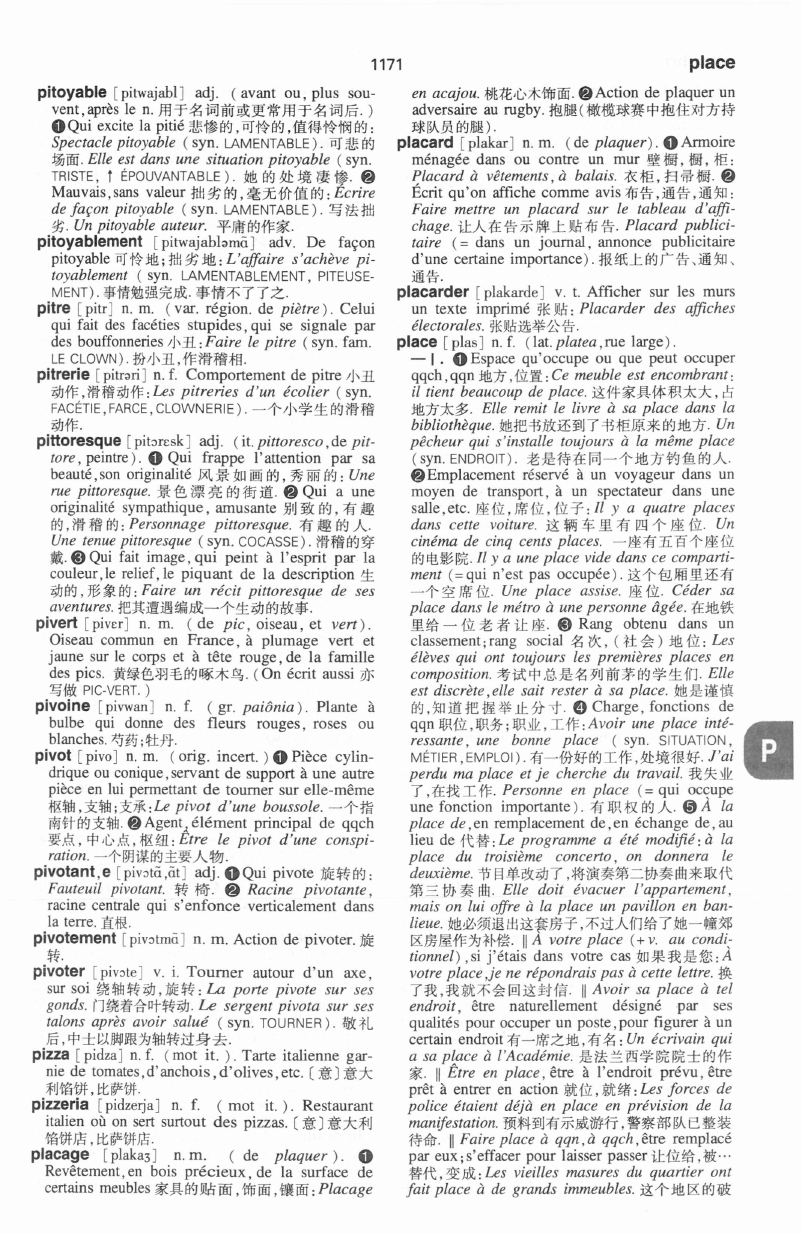 1171
place
pitoyable [pitwajabl] adj. (avant ou, plus sou-
vent, après le n. 用于名词前或更常用于名词后.)
❶Qui excite la pitié 悲惨的,可怜的,值得怜悯的:
Spectacle pitoyable (syn. LAMENTABLE). 可悲的
场面. Elle est dans une situation pitoyable (syn.
TRISTE, ↑ ÉPOUVANTABLE). 她的处境凄惨. ❷
Mauvais, sans valeur 拙劣的,毫无价值的: Écrire
de façon pitoyable (syn. LAMENTABLE). 写法拙
劣. Un pitoyable auteur. 平庸的作家.
pitoyablement [pitwajabləmɑ̃] adv. De façon
pitoyable 可怜地;拙劣地: L'affaire s'achève pi-
toyablement (syn. LAMENTABLEMENT, PITEUSE-
MENT). 事情勉强完成. 事情不了了之.
pitre [pitr] n. m. (var. région. de piètre). Celui
qui fait des facéties stupides, qui se signale par
des bouffonneries 小丑: Faire le pitre (syn. fam.
LE CLOWN). 扮小丑,作滑稽相.
pitrerie [pitrəri] n. f. Comportement de pitre 小丑
动作,滑稽动作: Les pitreries d'un écolier (syn.
FACÉTIE, FARCE, CLOWNERIE). 一个小学生的滑稽
动作.
pittoresque [pitɔresk] adj. (it. pittoresco, de pit-
tore, peintre). ❶ Qui frappe l'attention par sa
beauté, son originalité 风景如画的,秀丽的: Une
rue pittoresque. 景色漂亮的街道. ❷ Qui a une
originalité sympathique, amusante 别致的,有趣
的,滑稽的: Personnage pittoresque. 有趣的人.
Une tenue pittoresque (syn. COCASSE). 滑稽的穿
戴. ❸ Qui fait image, qui peint à l'esprit par la
couleur, le relief, le piquant de la description 生
动的,形象的: Faire un récit pittoresque de ses
aventures. 把其遭遇编成一个生动的故事.
pivert [pivɛr] n. m. (de pic, oiseau, et vert).
Oiseau commun en France, à plumage vert et
jaune sur le corps et à tête rouge, de la famille
des pics. 黄绿色羽毛的啄木鸟. (On écrit aussi 亦
写做 PIC-VERT.)
pivoine [pivwan] n. f. (gr. paiônia). Plante à
bulbe qui donne des fleurs rouges, roses ou
blanches. 芍药;牡丹.
pivot [pivo] n. m. (orig. incert.) ❶ Pièce cylin-
drique ou conique, servant de support à une autre
pièce en lui permettant de tourner sur elle-même
枢轴,支轴;支承: Le pivot d'une boussole. 一个指
南针的支轴. ❷ Agent, élément principal de qqch
要点,中心点,枢纽: Être le pivot d'une conspi-
ration. 一个阴谋的主要人物.
pivotant,e [pivɔtɑ̃,ɑ̃t] adj. ❶ Qui pivote 旋转的:
Fauteuil pivotant. 转椅. ❷ Racine pivotante,
racine centrale qui s'enfonce verticalement dans
la terre. 直根.
pivotement [pivɔtmɑ̃] n. m. Action de pivoter. 旋
转.
pivoter [pivɔte] v. i. Tourner autour d'un axe,
sur soi 绕轴转动,旋转: La porte pivote sur ses
gonds. 门绕着合叶转动. Le sergent pivota sur ses
talons après avoir salué (syn. TOURNER). 敬礼
后,中士以脚跟为轴转过身去.
pizza [pidza] n. f. (mot it.). Tarte italienne gar-
nie de tomates, d'anchois, d'olives, etc. [意]意大
利馅饼,比萨饼.
pizzeria [pidzerja] n. f. (mot it.). Restaurant
italien où on sert surtout des pizzas. [意]意大利
馅饼店,比萨饼店.
placage [plakaʒ] n. m. (de plaquer). ❶
Revêtement, en bois précieux, de la surface de
certains meubles 家具的贴面,饰面,镶面: Placage
en acajou. 桃花心木饰面. ❷ Action de plaquer un
adversaire au rugby. 抱腿(橄榄球赛中抱住对方持
球队员的腿).
placard [plakar] n. m. (de plaquer). ❶ Armoire
ménagée dans ou contre un mur 壁橱,橱,柜:
Placard à vêtements, à balais. 衣柜,扫帚橱. ❷
Écrit qu'on affiche comme avis 布告,通告,通知:
Faire mettre un placard sur le tableau d'affi-
chage. 让人在告示牌上贴布告. Placard publici-
taire (= dans un journal, annonce publicitaire
d'une certaine importance). 报纸上的广告、通知、
通告.
placarder [plakarde] v. t. Afficher sur les murs
un texte imprimé 张贴: Placarder des affiches
électorales. 张贴选举公告.
place [plas] n. f. (lat. platea, rue large).
— I. ❶ Espace qu'occupe ou que peut occuper
qqch, qqn 地方,位置: Ce meuble est encombrant:
il tient beaucoup de place. 这件家具体积太大,占
地方太多. Elle remit le livre à sa place dans la
bibliothèque. 她把书放还到了书柜原来的地方. Un
pêcheur qui s'installe toujours à la même place
(syn. ENDROIT). 老是待在同一个地方钓鱼的人.
❷Emplacement réservé à un voyageur dans un
moyen de transport, à un spectateur dans une
salle, etc. 座位,席位,位子: Il y a quatre places
dans cette voiture. 这辆车里有四个座位. Un
cinéma de cinq cents places. 一座有五百个座位
的电影院. Il y a une place vide dans ce comparti-
ment (= qui n'est pas occupée). 这个包厢里还有
一个空席位. Une place assise. 座位. Céder sa
place dans le métro à une personne âgée. 在地铁
里给一位老者让座. ❸ Rang obtenu dans un
classement; rang social 名次,(社会)地位: Les
élèves qui ont toujours les premières places en
composition. 考试中总是名列前茅的学生们. Elle
est discrète, elle sait rester à sa place. 她是谨慎
的,知道把握举止分寸. ❹ Charge, fonctions de
qqn 职位,职务;职业,工作: Avoir une place inté-
ressante, une bonne place (syn. SITUATION,
MÉTIER, EMPLOI). 有一份好的工作,处境很好. J'ai
perdu ma place et je cherche du travail. 我失业
了,在找工作. Personne en place (= qui occupe
une fonction importante). 有职权的人. ❺ À la
place de, en remplacement de, en échange de, au
lieu de 代替: Le programme a été modifié: à la
place du troisième concerto, on donnera le
deuxième. 节目单改动了,将演奏第二协奏曲来取代
第三协奏曲. Elle doit évacuer l'appartement,
mais on lui offre à la place un pavillon en ban-
lieue. 她必须退出这套房子,不过人们给了她一幢郊
区房屋作为补偿. ‖ À votre place (+ v. au condi-
tionnel), si j'étais dans votre cas 如果我是您: À
votre place, je ne répondrais pas à cette lettre. 换
了我,我就不会回这封信. ‖ Avoir sa place à tel
endroit, être naturellement désigné par ses
qualités pour occuper un poste, pour figurer à un
certain endroit 有一席之地,有名: Un écrivain qui
a sa place à l'Académie. 是法兰西学院院士的作
家. ‖ Être en place, être à l'endroit prévu, être
prêt à entrer en action 就位,就绪: Les forces de
police étaient déjà en place en prévision de la
manifestation. 预料到有示威游行,警察部队已整装
待命. ‖ Faire place à qqn, à qqch, être remplacé
par eux; s'effacer pour laisser passer 让位给,被…
替代,变成: Les vieilles masures du quartier ont
fait place à de grands immeubles. 这个地区的破
P